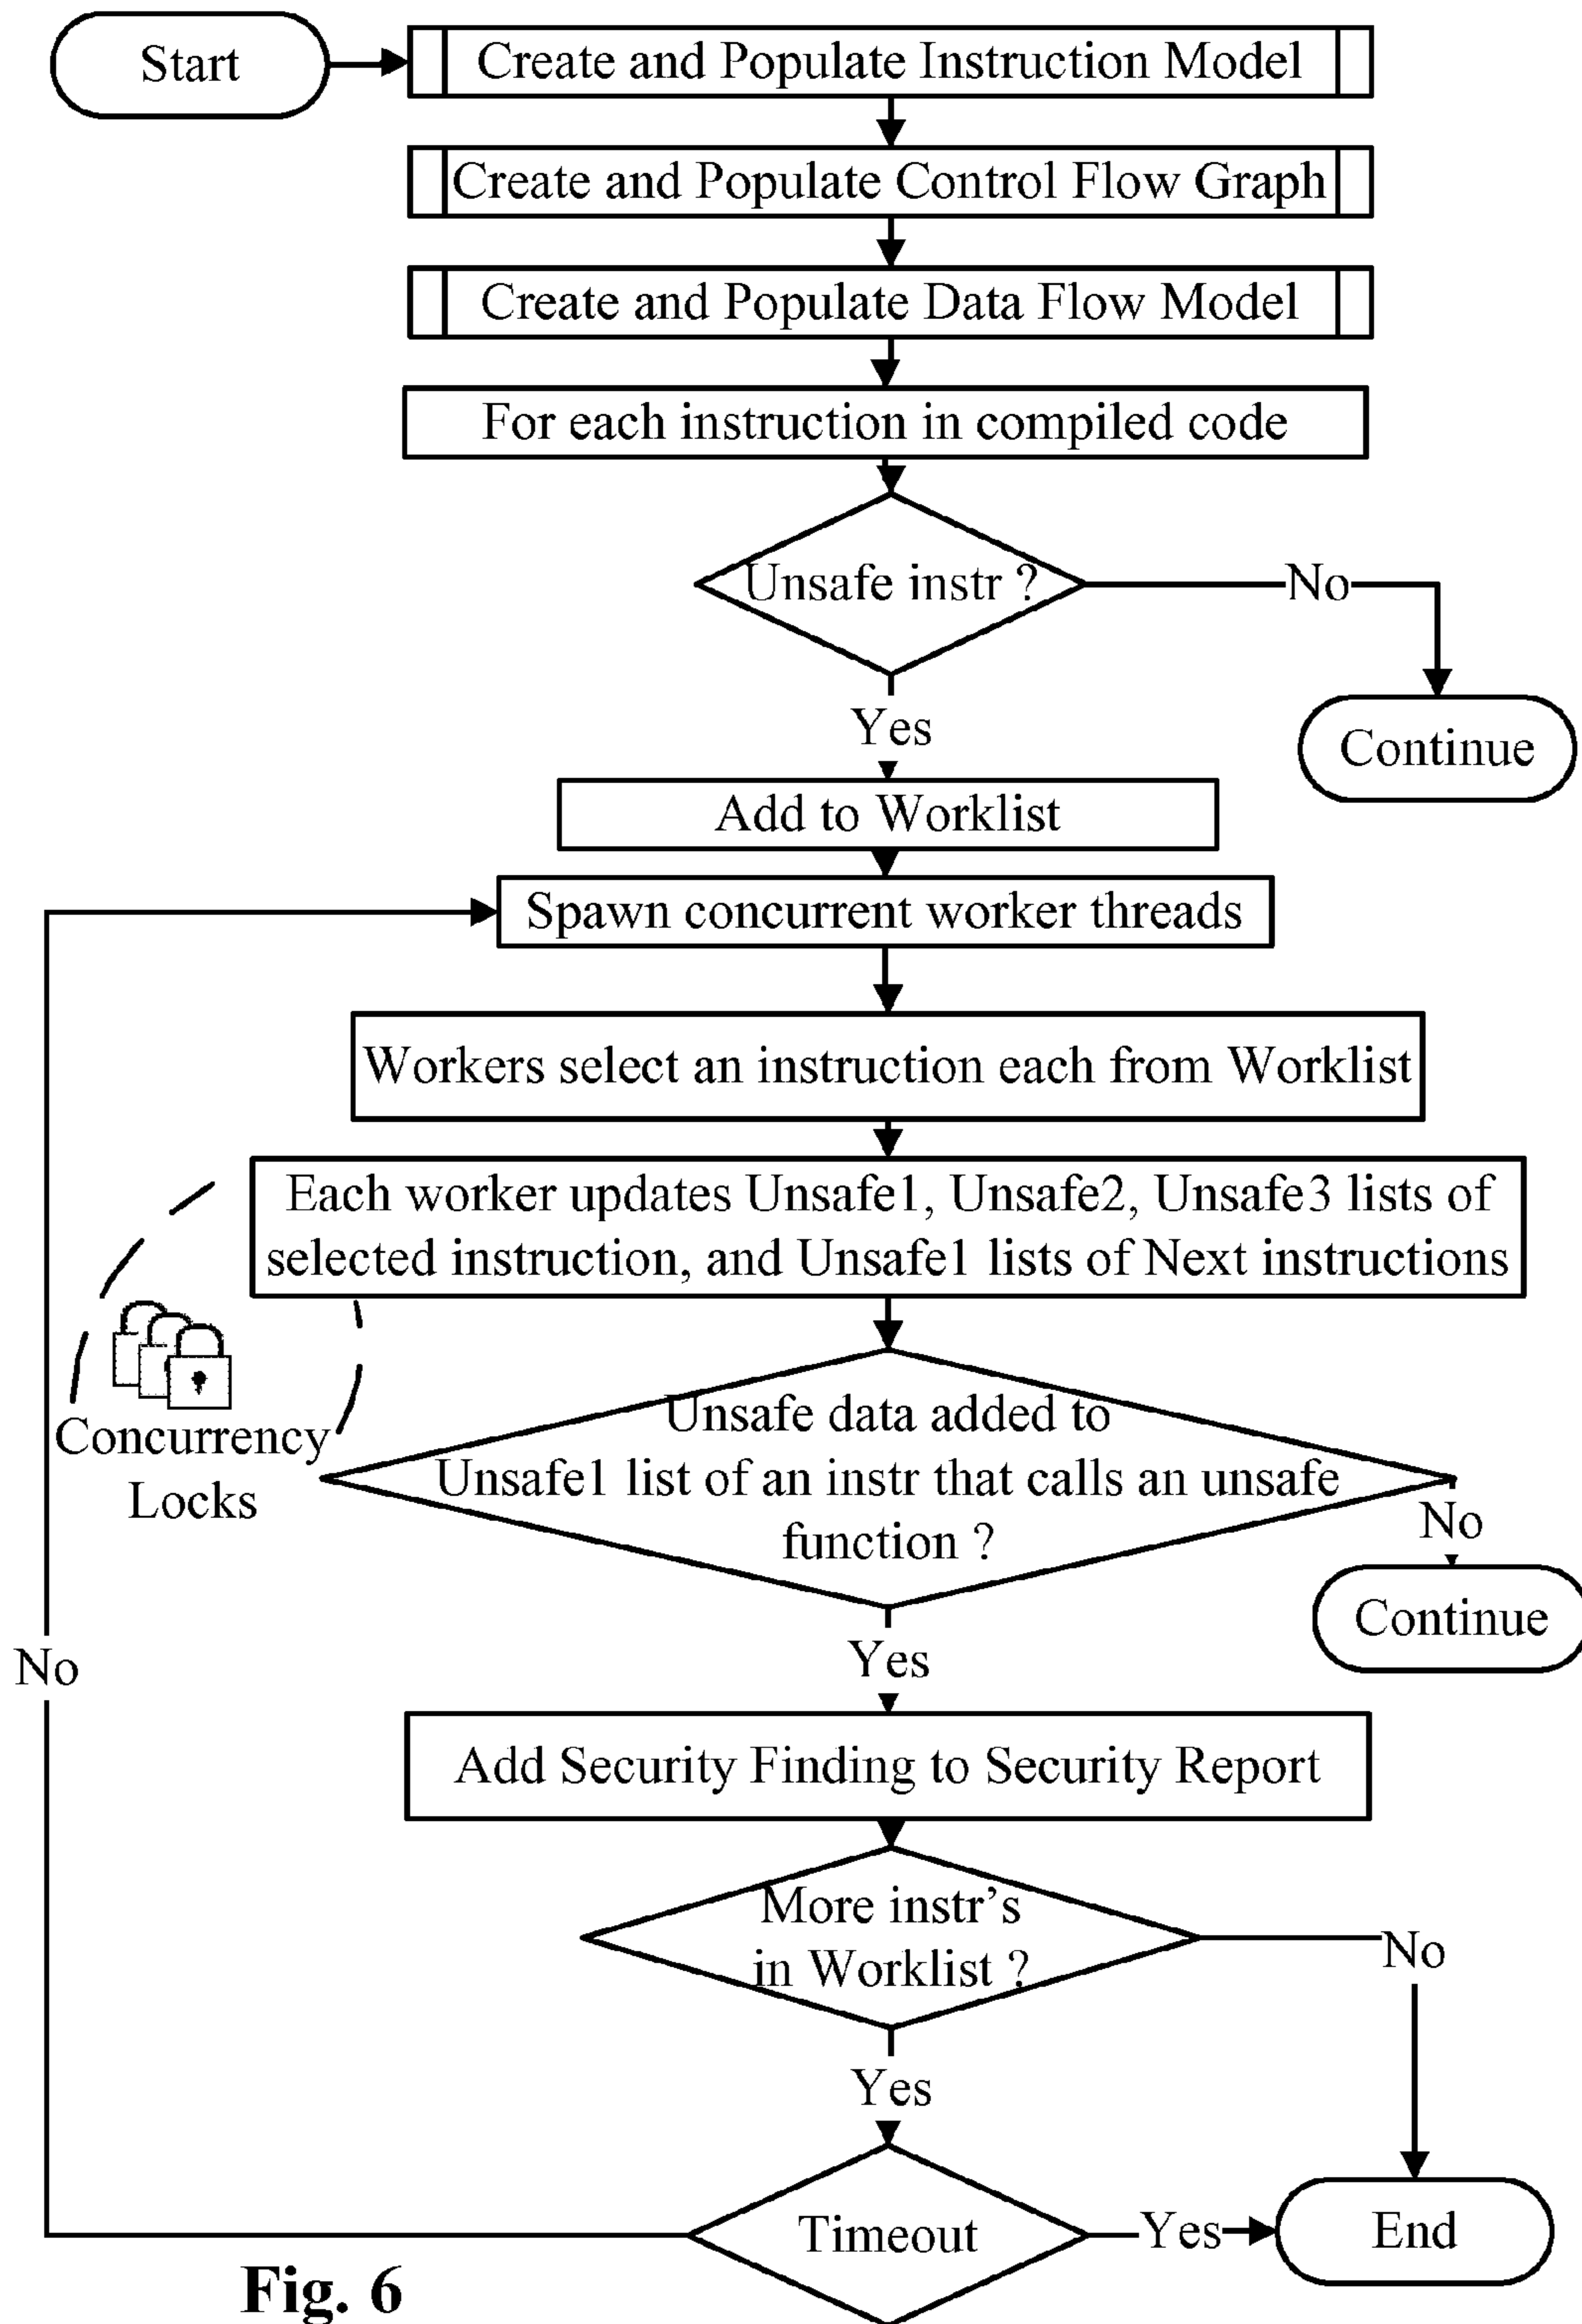 Start
Create and Populate Instruction Model
Create and Populate Control Flow Graph
Create and Populate Data Flow Model
For each instruction in compiled code
Unsafe instr ?
No
Yes
Continue
Add to Worklist
Spawn concurrent worker threads
Workers select an instruction each from Worklist
Each worker updates Unsafe1, Unsafe2, Unsafe3 lists of
selected instruction, and Unsafe1 lists of Next instructions
Concurrency
Locks
Unsafe data added to
Unsafe1 list of an instr that calls an unsafe
function ?
No
Continue
Yes
No
Add Security Finding to Security Report
More instr's
in Worklist ?
No
Yes
Timeout
Yes
End
Fig. 6